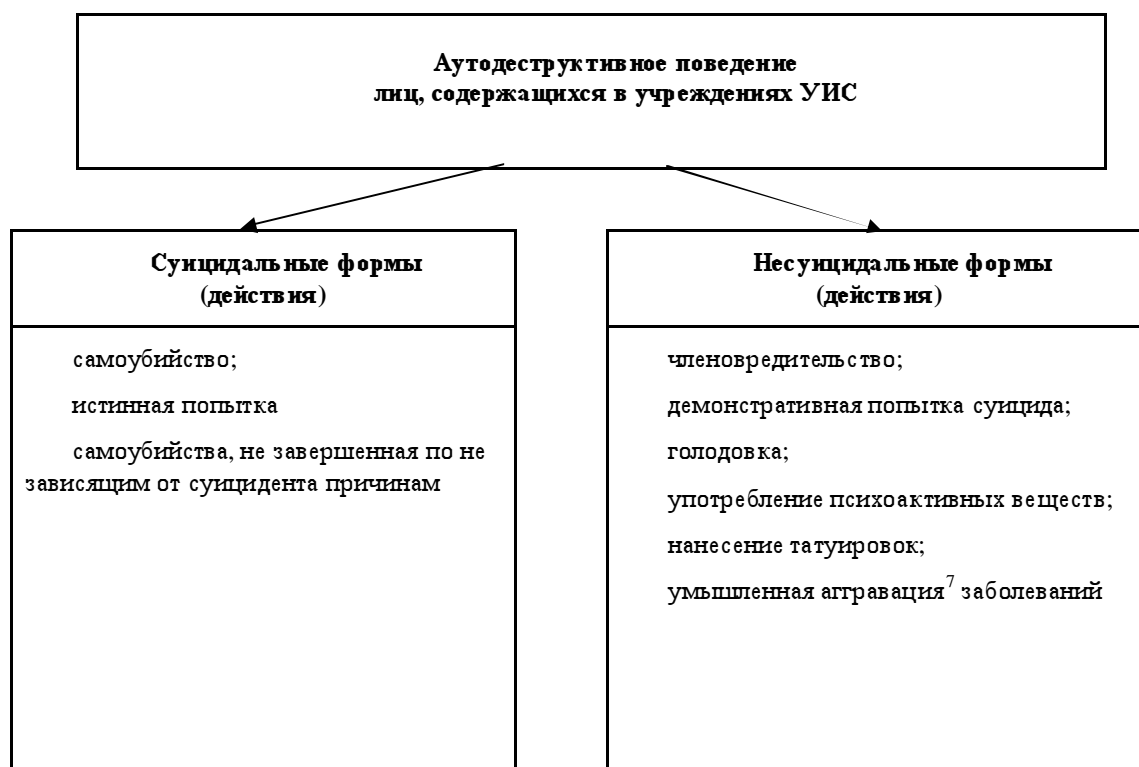 Аутодеструктивное поведение
лиц, содержащихся в учреждениях УИС
Суицидальные формы
(действия)
самоубийство;
истинная попытка
самоубийства, не завершенная по не
зависящим от суицидента причинам
Несуицидальные формы
(действия)
членовредительство;
демонстративная попытка суицида;
голодовка;
употребление психоактивных веществ;
нанесение татуировок;
умышленная аггравация⁷ заболеваний